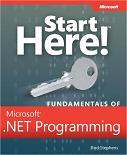 Microsoft
Start
Here!®
FUNDAMENTALS OF
Microsoft®
.NET Programming
Rod Stephens